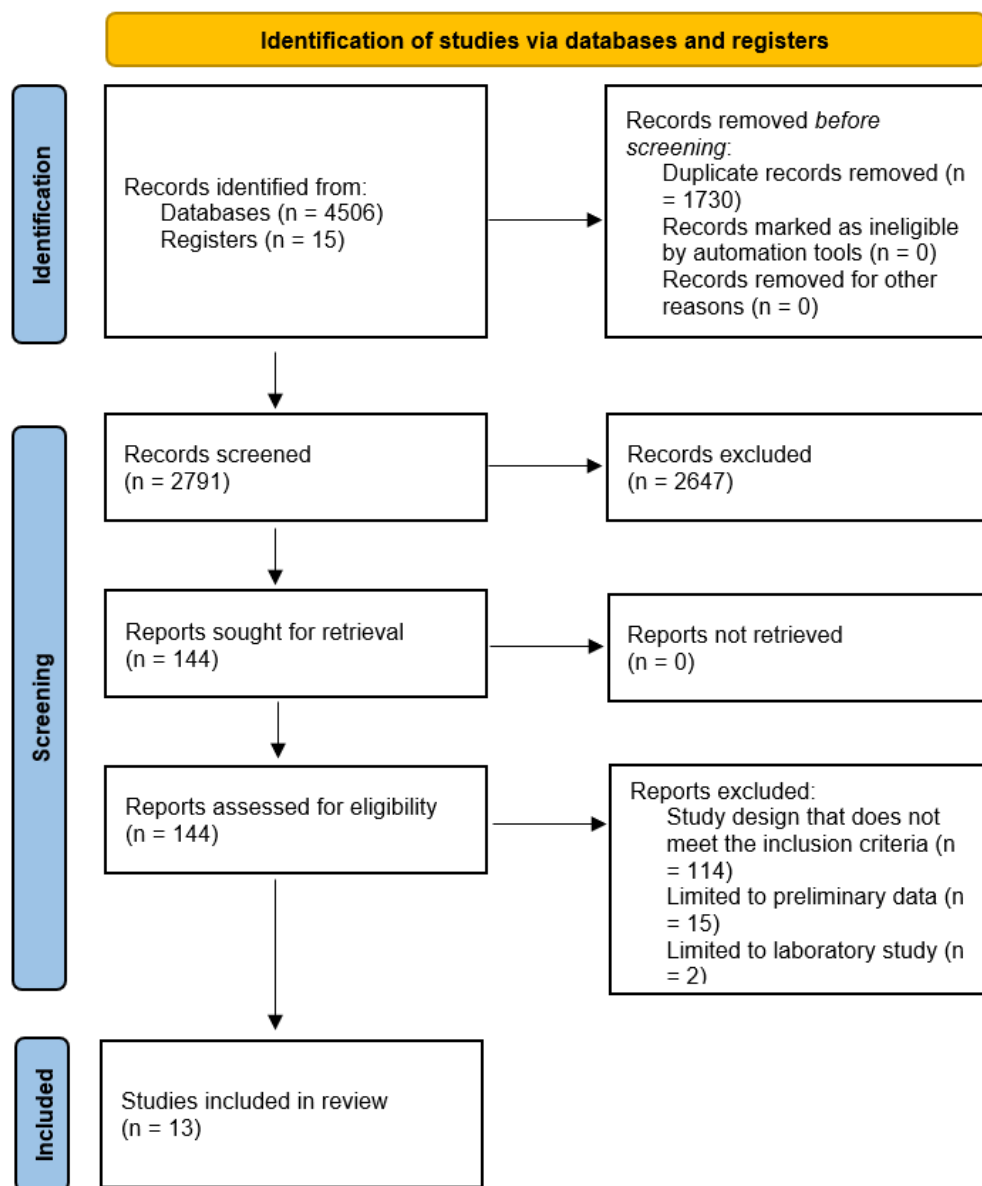 Identification of studies via databases and registers
Identification
Records identified from:
Databases (n = 4506)
Registers (n = 15)
Records removed before
screening:
Duplicate records removed (n
= 1730)
Records marked as ineligible
by automation tools (n = 0)
Records removed for other
reasons (n = 0)
Screening
Records screened
(n = 2791)
Records excluded
(n = 2647)
Reports sought for retrieval
(n = 144)
Reports not retrieved
(n = 0)
Reports assessed for eligibility
(n = 144)
Reports excluded:
Study design that does not
meet the inclusion criteria (n
= 114)
Limited to preliminary data (n
= 15)
Limited to laboratory study (n
= 2)
Included
Studies included in review
(n = 13)